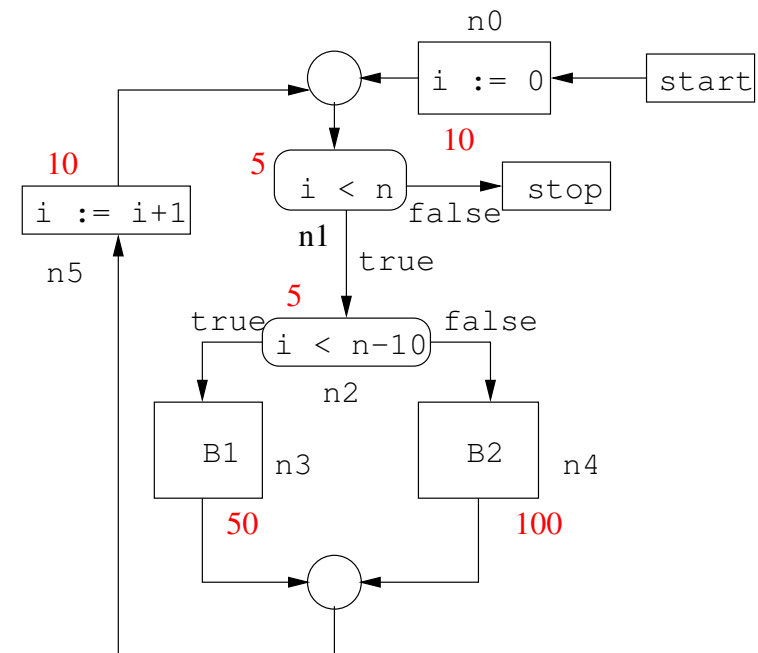 n0
i := 0
start
10
10
5
i < n
stop
false
i := i+1
n1
n5
true
5
true
false
i < n-10
n2
B1
n3
B2
n4
50
100